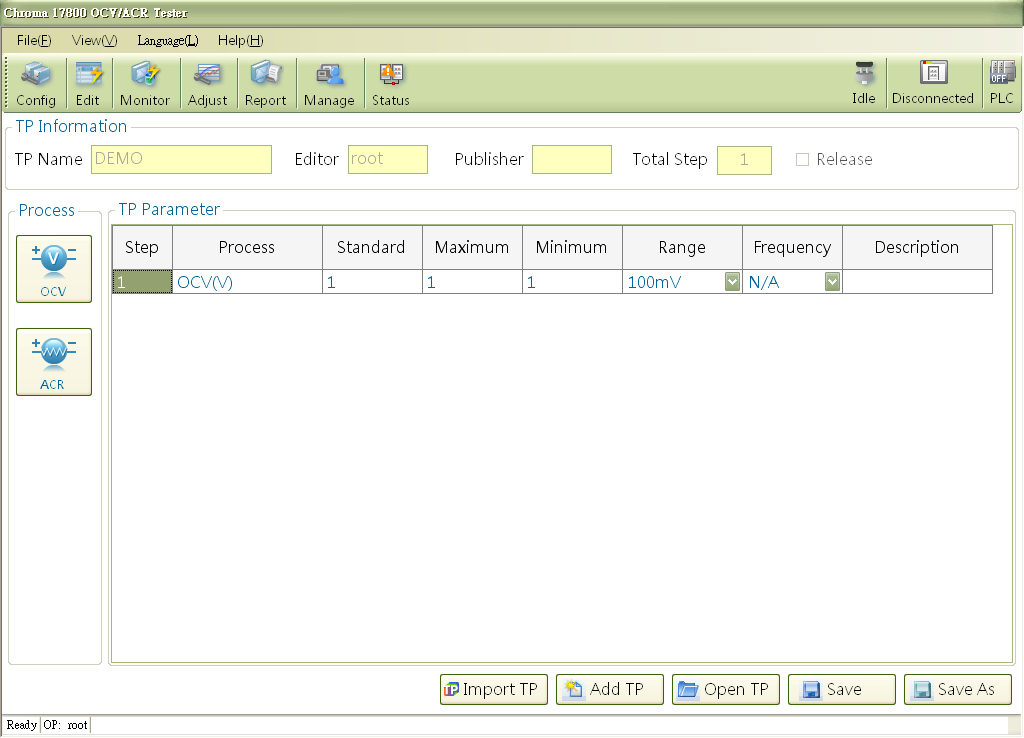 Chroma 17800 OCV/ACR Tester
File(F) View(V) Language(L) Help(H)
Config Edit Monitor Adjust Report Manage Status Idle Disconnected OFF PLC
TP Information
TP Name DEMO Editor root Publisher Total Step 1 Release
Process
TP Parameter
Step Process Standard Maximum Minimum Range Frequency Description
1 OCV(V) 1 1 1 100mV N/A
V
OCV
ACR
TP Import TP Add TP Open TP Save Save As
Ready OP: root